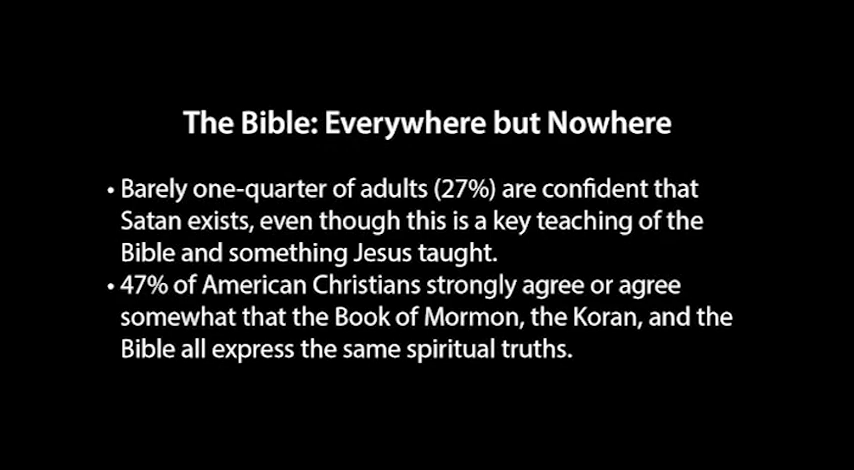 The Bible: Everywhere but Nowhere
• Barely one-quarter of adults (27%) are confident that
Satan exists, even though this is a key teaching of the
Bible and something Jesus taught.
• 47% of American Christians strongly agree or agree
somewhat that the Book of Mormon, the Koran, and the
Bible all express the same spiritual truths.